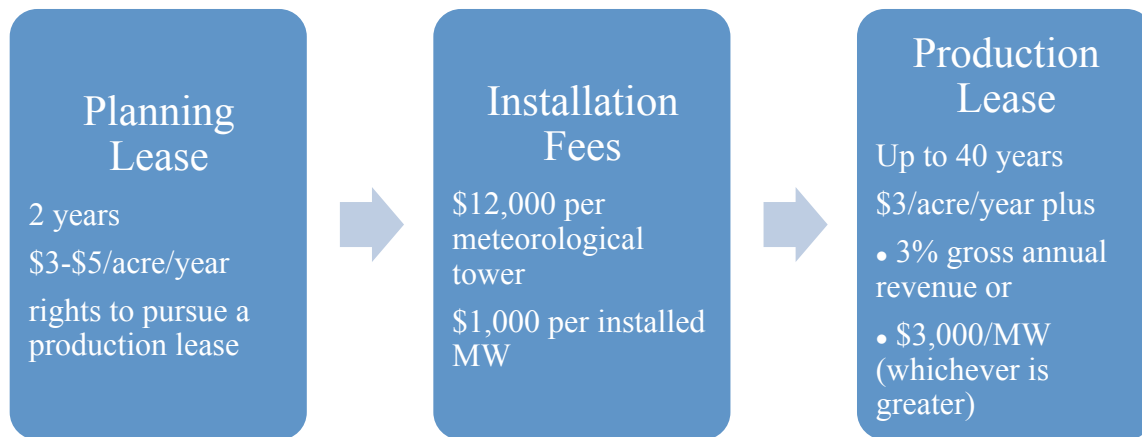 Planning
Lease
2 years
$3-$5/acre/year
rights to pursue a
production lease
Installation
Fees
$12,000 per
meteorological
tower
$1,000 per installed
MW
Production
Lease
Up to 40 years
$3/acre/year plus
• 3% gross annual
revenue or
• $3,000/MW
(whichever is
greater)